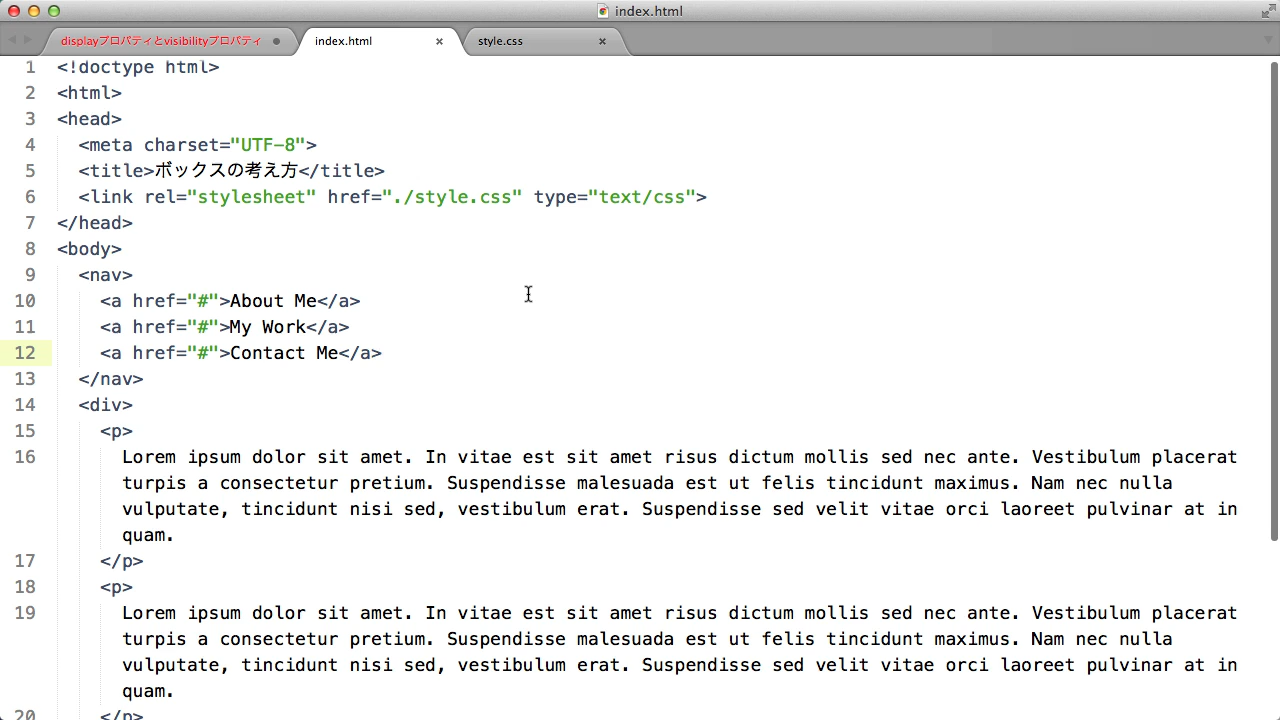 index.html
displayプロパティとvisibilityプロパティ
index.html
style.css
1 <!doctype html>
2 <html>
3 <head>
4 <meta charset="UTF-8">
5 <title>ボックスの考え方</title>
6 <link rel="stylesheet" href="./style.css" type="text/css">
7 </head>
8 <body>
9 <nav>
10 <a href="#">About Me</a>
11 <a href="#">My Work</a>
12 <a href="#">Contact Me</a>
13 </nav>
14 <div>
15 <p>
16 Lorem ipsum dolor sit amet. In vitae est sit amet risus dictum mollis sed nec ante. Vestibulum placerat
turpis a consectetur pretium. Suspendisse malesuada est ut felis tincidunt maximus. Nam nec nulla
vulputate, tincidunt nisi sed, vestibulum erat. Suspendisse sed velit vitae orci laoreet pulvinar at in
quam.
17 </p>
18 <p>
19 Lorem ipsum dolor sit amet. In vitae est sit amet risus dictum mollis sed nec ante. Vestibulum placerat
turpis a consectetur pretium. Suspendisse malesuada est ut felis tincidunt maximus. Nam nec nulla
vulputate, tincidunt nisi sed, vestibulum erat. Suspendisse sed velit vitae orci laoreet pulvinar at in
quam.
20 </p>